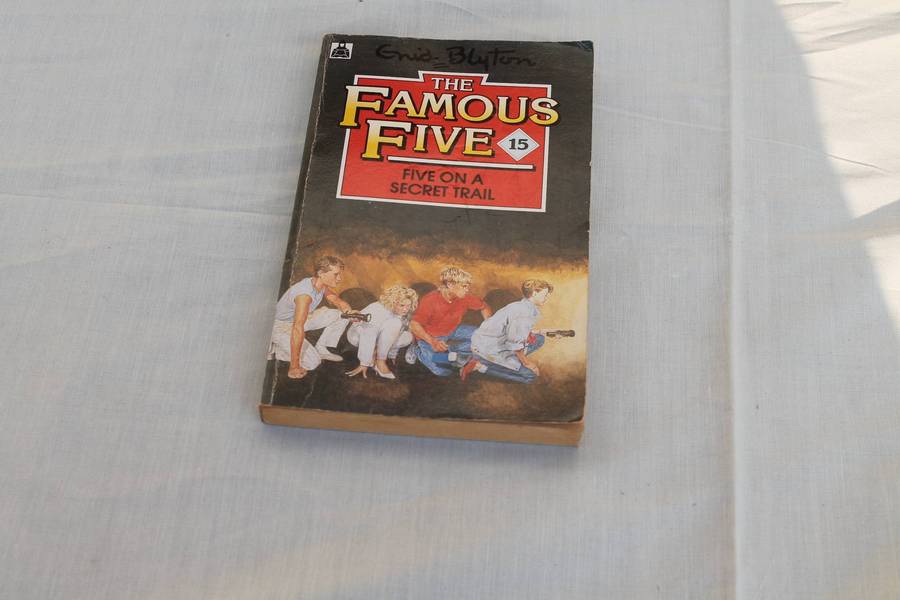 Enid Blyton
THE
FAMOUS
FIVE
15
FIVE ON A
SECRET TRAIL